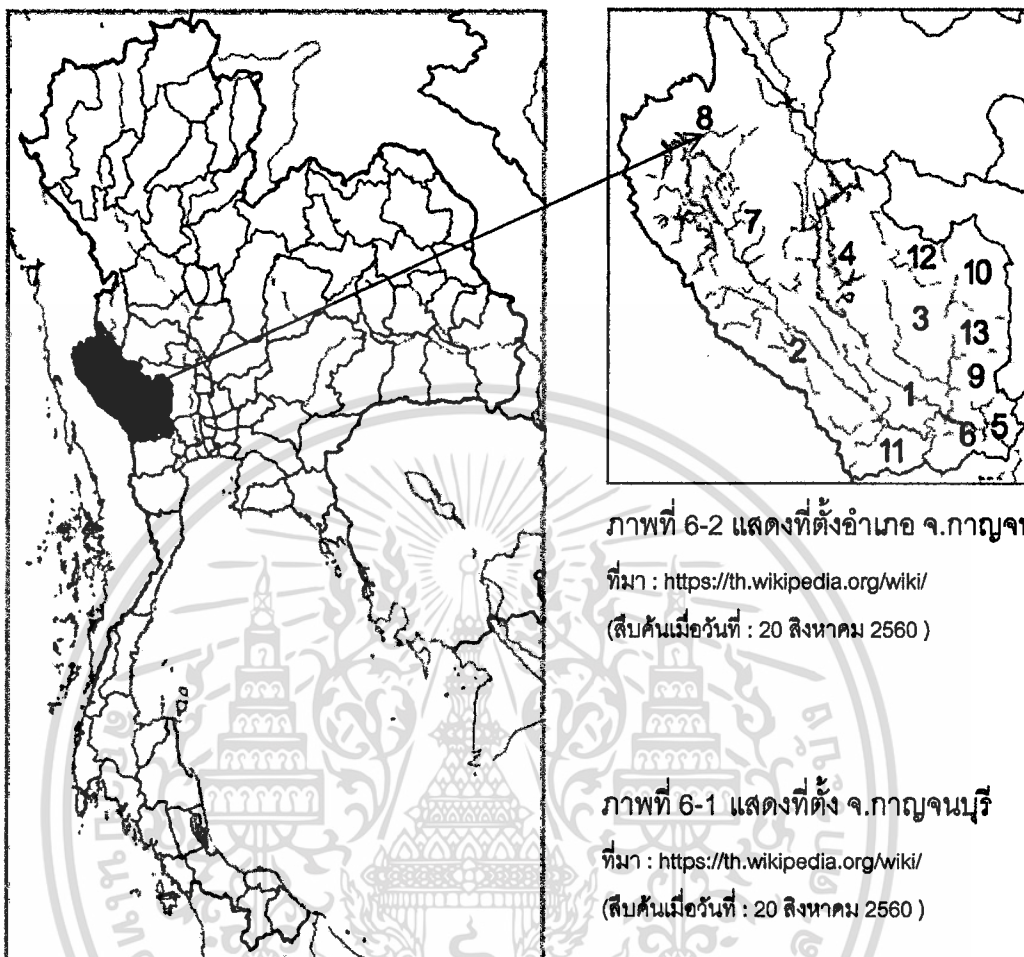 8
7
4
12
10
3
13
2
9
1
5
6
11
ภาพที่ 6-2 แสดงที่ตั้งอำเภอ จ.กาญจน
ที่มา : https://th.wikipedia.org/wiki/
(สืบค้นเมื่อวันที่ : 20 สิงหาคม 2560 )
ภาพที่ 6-1 แสดงที่ตั้ง จ.กาญจนบุรี
ที่มา : https://th.wikipedia.org/wiki/
(สืบค้นเมื่อวันที่ : 20 สิงหาคม 2560 )